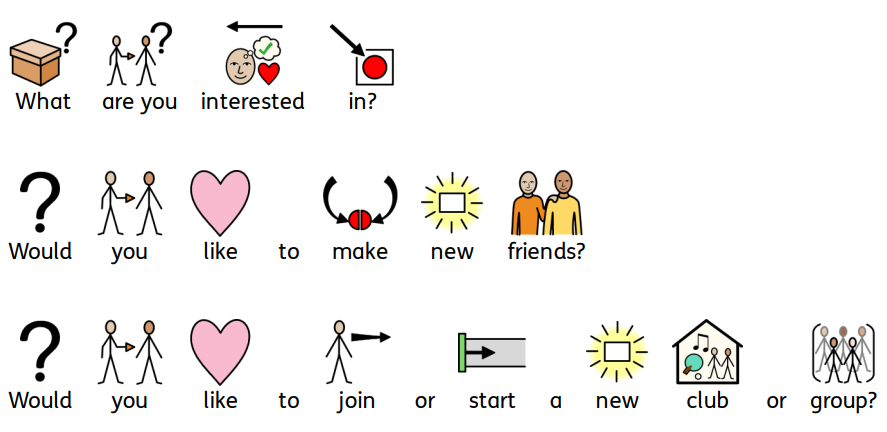 What are you interested in?
Would you like to make new friends?
Would you like to join or start a new club or group?